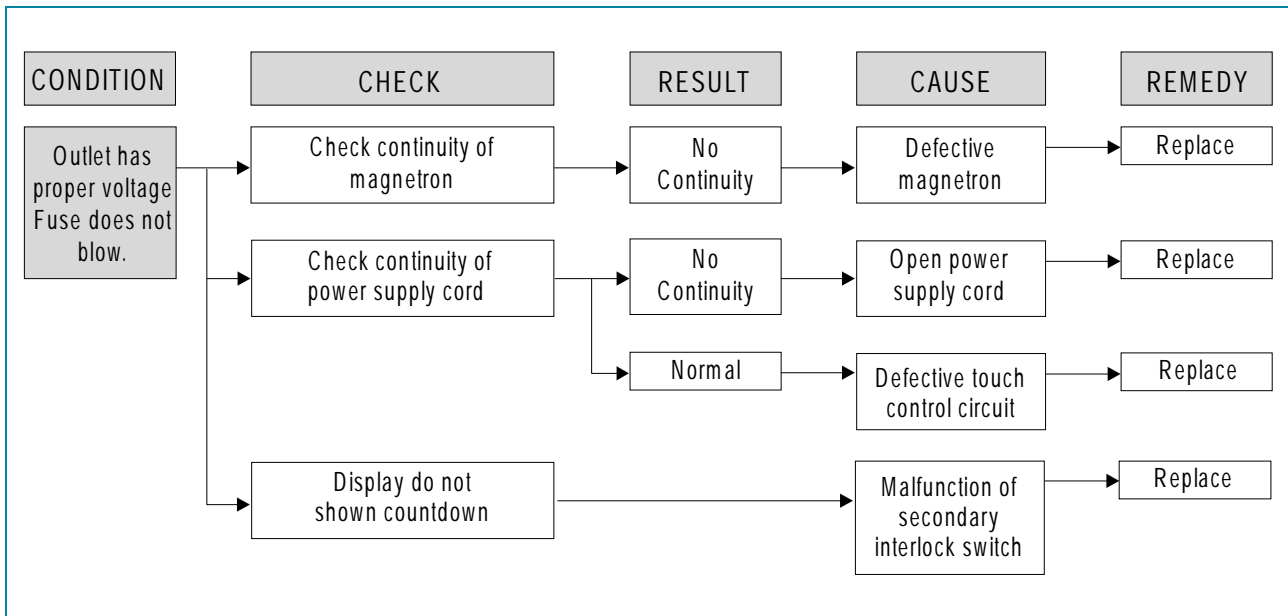 CONDITION
CHECK
RESULT
CAUSE
REMEDY
Outlet has
proper voltage
Fuse does not
blow.
Check continuity of
magnetron
No
Continuity
Defective
magnetron
Replace
Check continuity of
power supply cord
No
Continuity
Open power
supply cord
Replace
Normal
Defective touch
control circuit
Replace
Display do not
shown countdown
Malfunction of
secondary
interlock switch
Replace